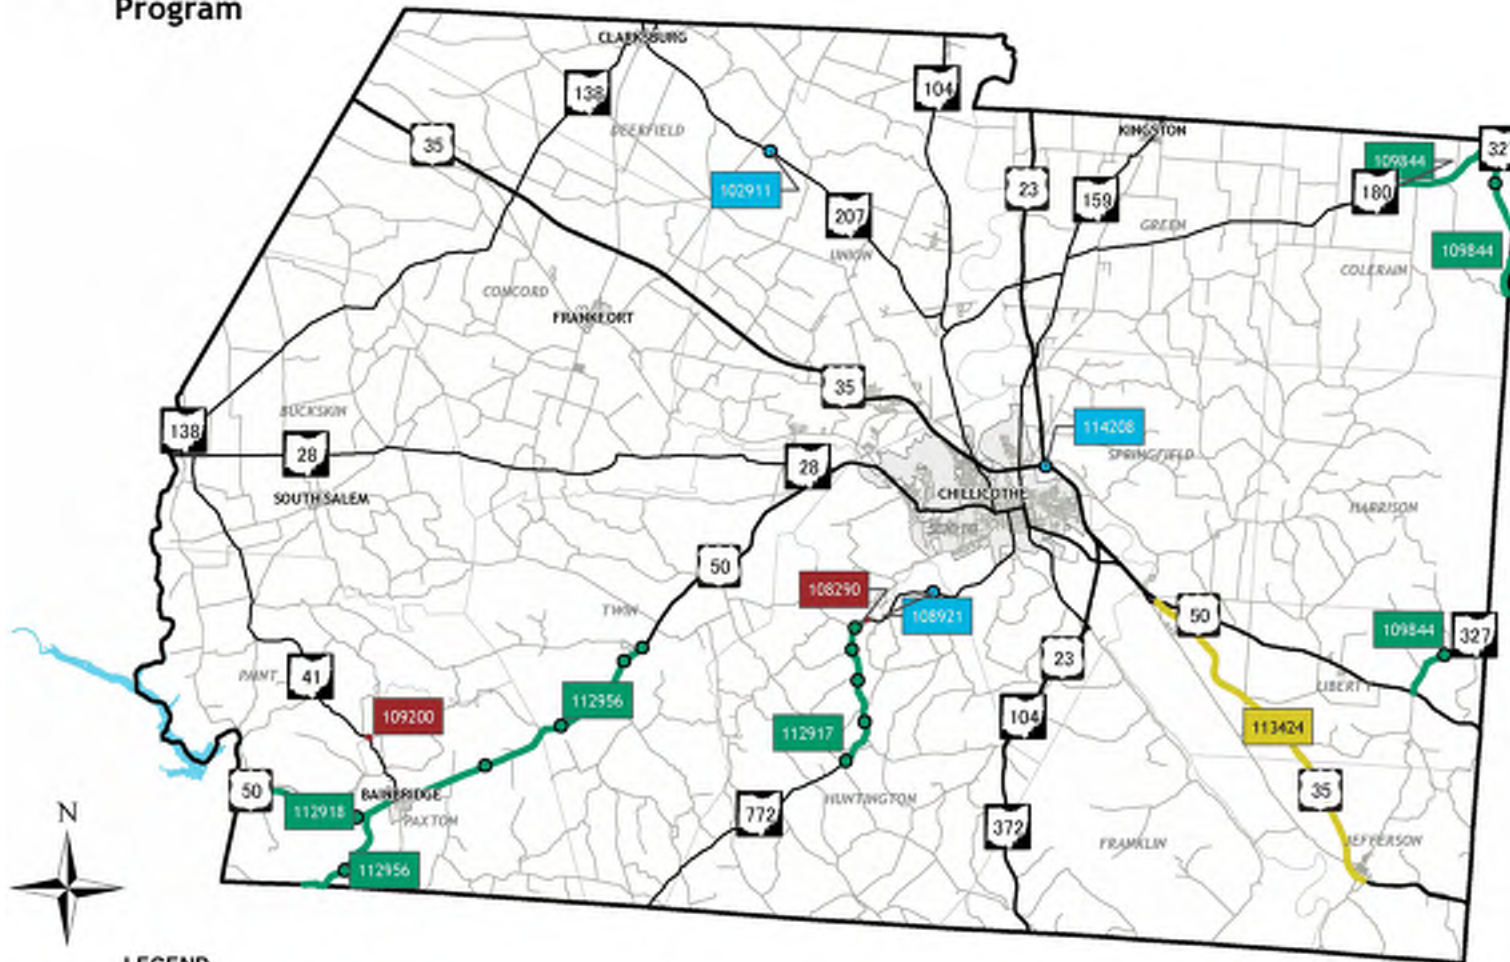 Program
CLARKSBURG
138
104
DEERFIELD
KINGSTON
35
32
109844
102911
23
159
180
207
GREEN
UNION
109844
COLERAIN
CONCORD
FRANKFORT
35
BUCKSKIN
138
114208
28
28
SPRINGFIELD
SOUTH SALEM
CHILLICOTHE
HARRISON
50
108290
TWIN
108921
50
109844
327
23
PAINT
41
LIBERTY
112956
109200
104
113424
112917
50
BAINBRIDGE
35
112918
HUNTINGTON
PAXTON
772
372
FRANKLIN
JEFFERSON
N
112956
LEGEND